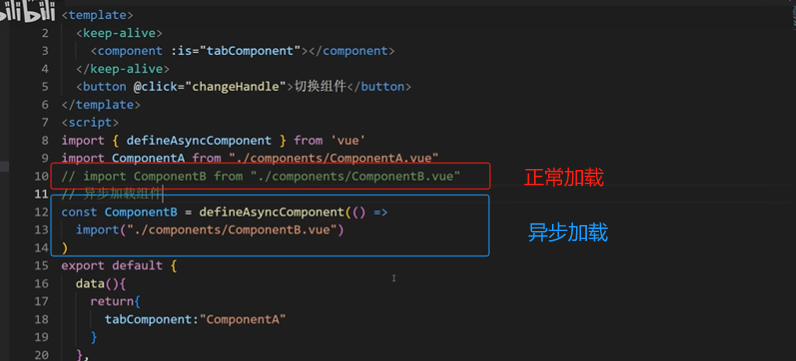 bilibili
<template>
2 <keep-alive>
3 <component :is="tabComponent"></component>
4 </keep-alive>
5 <button @click="changeHandle">切换组件</button>
6 </template>
7 <script>
8 import { defineAsyncComponent } from 'vue'
9 import ComponentA from "./components/ComponentA.vue"
10 // import ComponentB from "./components/ComponentB.vue"
正常加载
11 // 异步加载组件
12 const ComponentB = defineAsyncComponent(() =>
13 import("./components/ComponentB.vue")
异步加载
14 )
15 export default {
16 data(){
17 return{
18 tabComponent:"ComponentA"
19 }
20 },